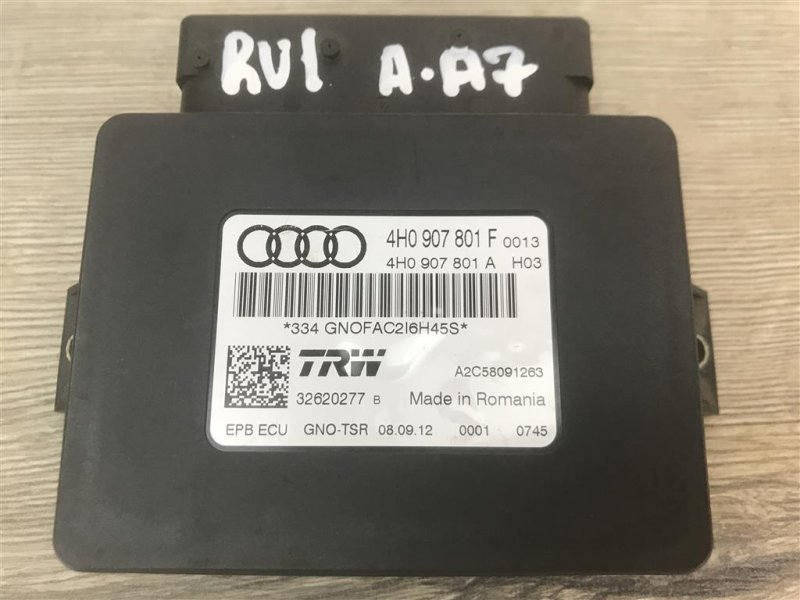 RV1 A.A7
4H0 907 801 F 0013
4H0 907 801 A H03
*334 GNOFAC2I6H45S*
TRW A2C58091263
32620277 B Made in Romania
EPB ECU GNO-TSR 08.09.12 0001 0745